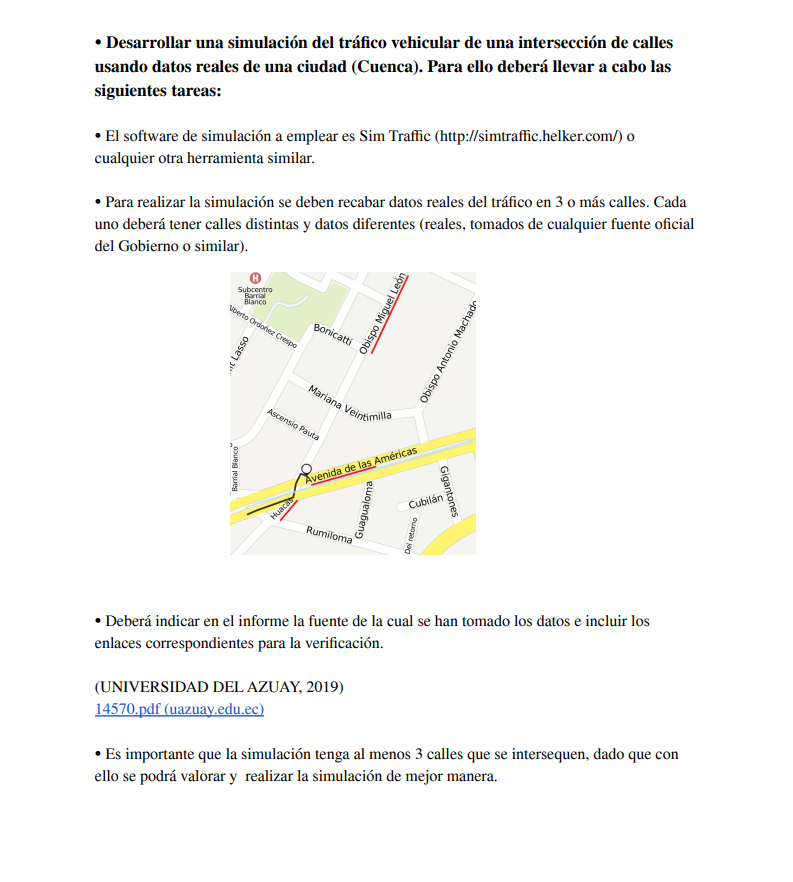 • Desarrollar una simulación del tráfico vehicular de una intersección de calles
usando datos reales de una ciudad (Cuenca). Para ello deberá llevar a cabo las
siguientes tareas:
• El software de simulación a emplear es Sim Traffic (http://simtraffic.helker.com/) o
cualquier otra herramienta similar.
• Para realizar la simulación se deben recabar datos reales del tráfico en 3 o más calles. Cada
uno deberá tener calles distintas y datos diferentes (reales, tomados de cualquier fuente oficial
del Gobierno o similar).
H
Subcentro
Barrial
Blanco
Alberto Ordoñez Crespo
Lasso
Bonicatti
Obispo Miguel León
Obispo Antonio Machado
Mariana Veintimilla
Ascensio Pauta
Barrial Blanco
Avenida de las Américas
Huacas
Guagualoma
Gigantones
Cubilán
Rumiloma
Del retorno
• Deberá indicar en el informe la fuente de la cual se han tomado los datos e incluir los
enlaces correspondientes para la verificación.
(UNIVERSIDAD DEL AZUAY, 2019)
14570.pdf (uazuay.edu.ec)
• Es importante que la simulación tenga al menos 3 calles que se intersequen, dado que con
ello se podrá valorar y  realizar la simulación de mejor manera.